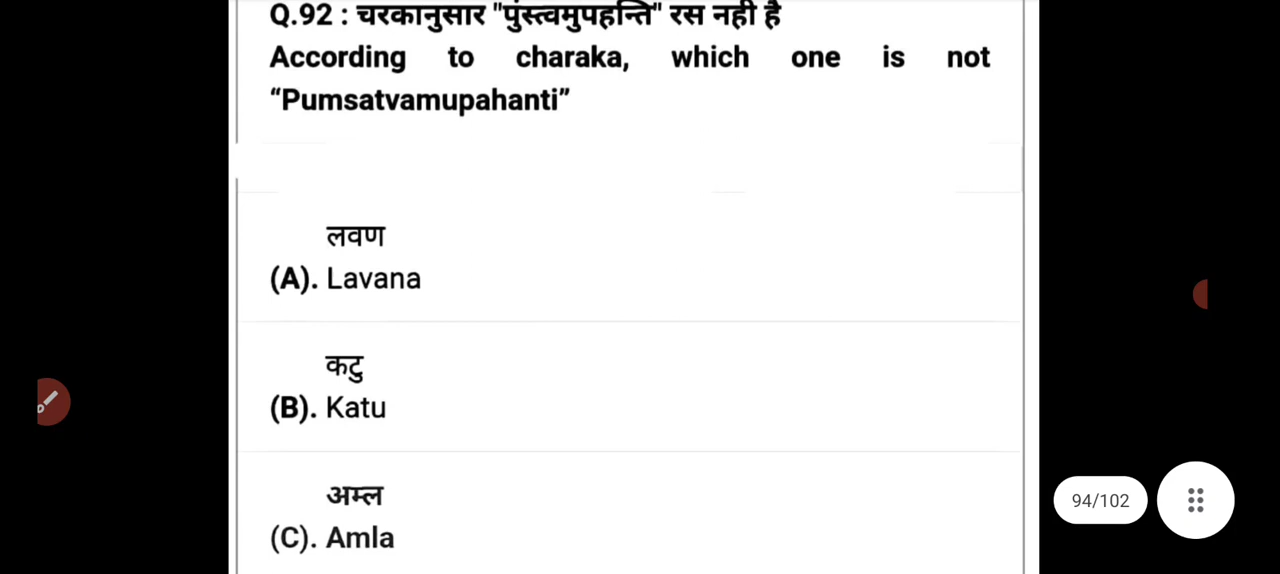 Q.92 : चरकानुसार "पुंस्त्वमुपहन्ति" रस नही है
According to charaka, which one is not
“Pumsatvamupahanti”
लवण
(A). Lavana
कटु
(B). Katu
अम्ल
(C). Amla
94/102